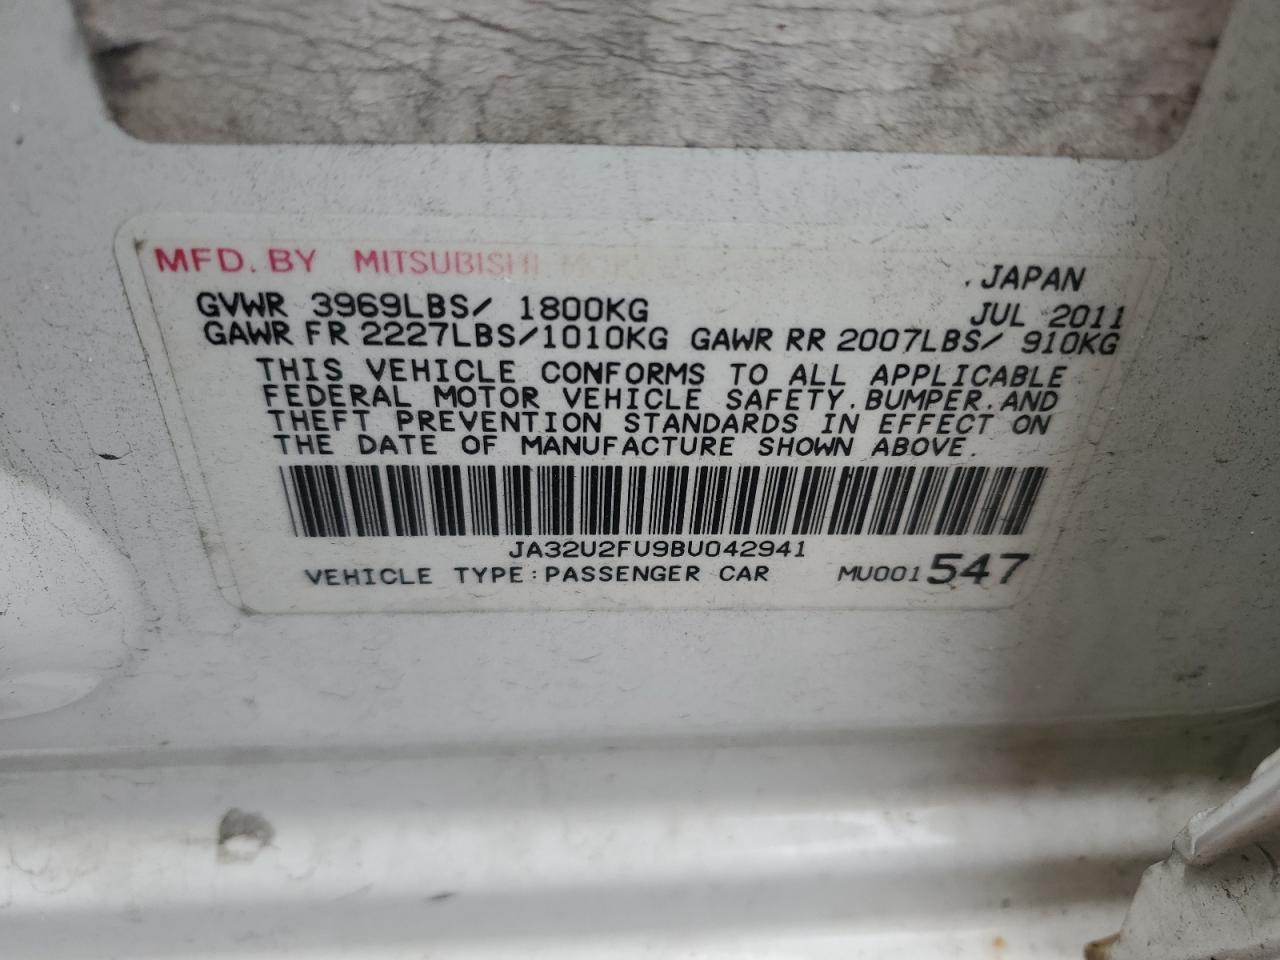 MFD. BY MITSUBISHI
. JAPAN
GVWR 3969LBS/ 1800KG JUL 2011
GAWR FR 2227LBS/1010KG GAWR RR 2007LBS/ 910KG
THIS VEHICLE CONFORMS TO ALL APPLICABLE
FEDERAL MOTOR VEHICLE SAFETY.BUMPER.AND
THEFT PREVENTION STANDARDS IN EFFECT ON
THE DATE OF MANUFACTURE SHOWN ABOVE.
JA32U2FU9BU042941
VEHICLE TYPE:PASSENGER CAR MU001547